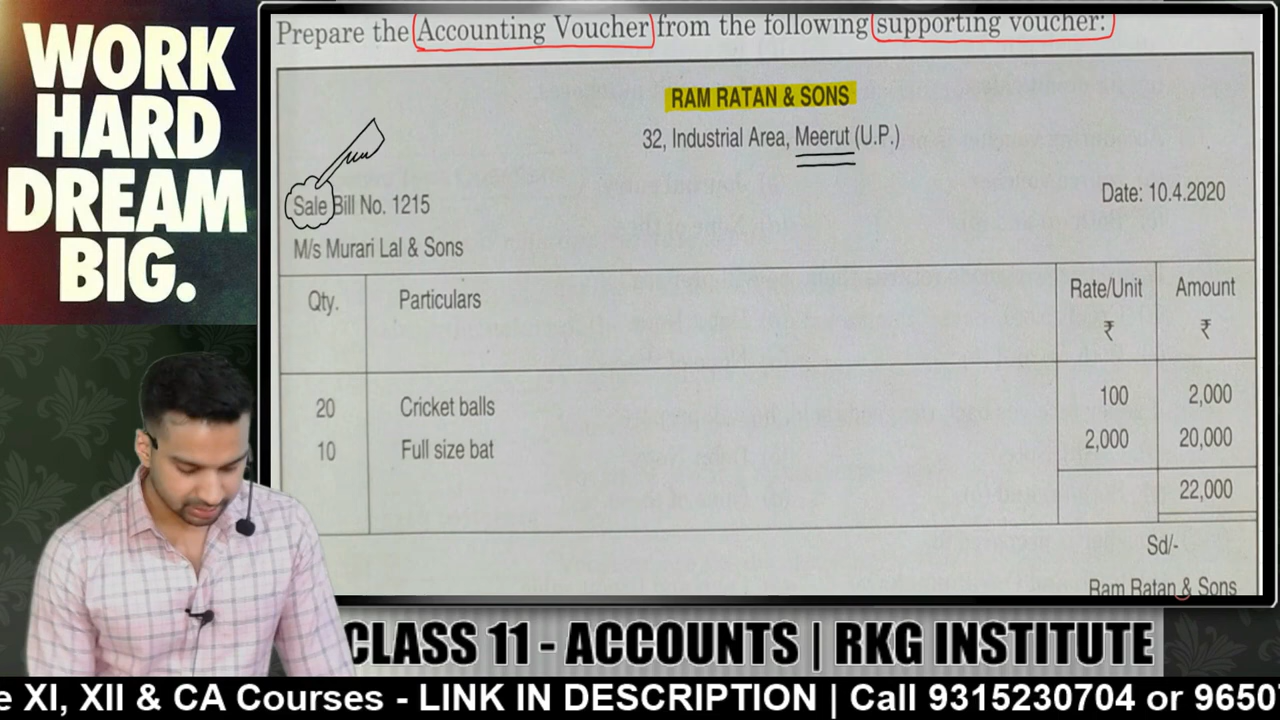 WORK
HARD
DREAM
BIG.
Prepare the Accounting Voucher from the following supporting voucher:
RAM RATAN & SONS
32, Industrial Area, Meerut (U.P.)
Sale Bill No. 1215
Date: 10.4.2020
M/s Murari Lal & Sons
Qty. Particulars Rate/Unit Amount
₹ ₹
20 Cricket balls 100 2,000
10 Full size bat 2,000 20,000
22,000
Sd/-
Ram Ratan & Sons
CLASS 11 - ACCOUNTS | RKG INSTITUTE
e XI, XII & CA Courses - LINK IN DESCRIPTION | Call 9315230704 or 9650